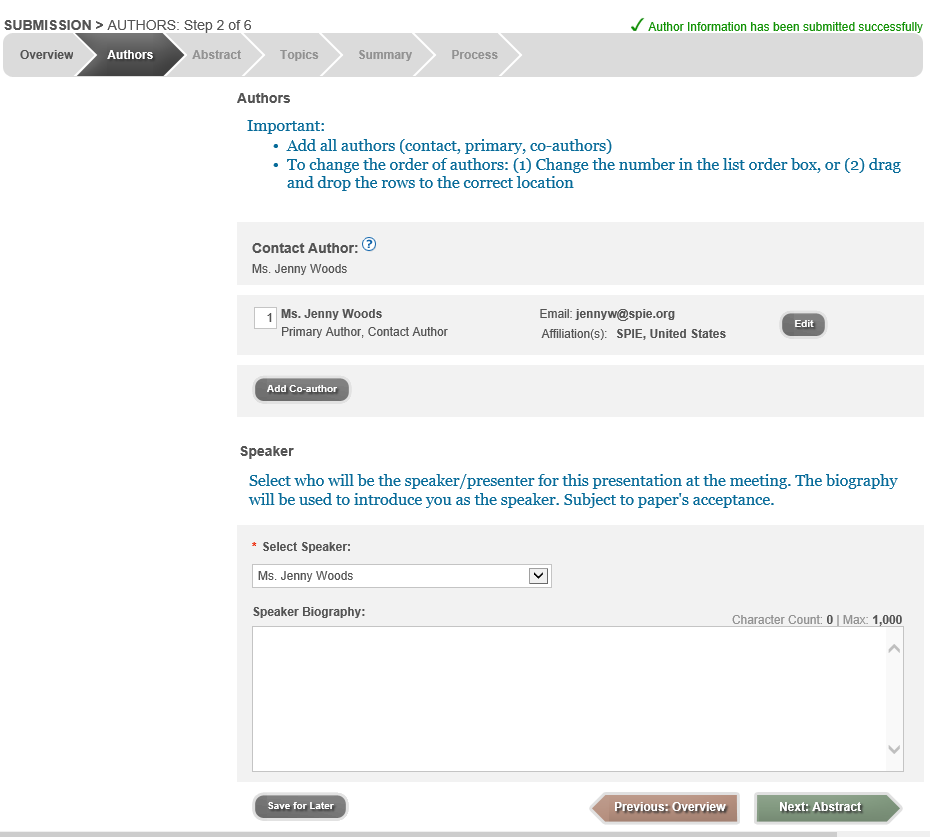 SUBMISSION > AUTHORS: Step 2 of 6
✓ Author Information has been submitted successfully
Overview Authors Abstract Topics Summary Process
Authors
Important:
• Add all authors (contact, primary, co-authors)
• To change the order of authors: (1) Change the number in the list order box, or (2) drag
and drop the rows to the correct location
Contact Author: ?
Ms. Jenny Woods
1 Ms. Jenny Woods Email: jennyw@spie.org
Primary Author, Contact Author Affiliation(s): SPIE, United States
Edit
Add Co-author
Speaker
Select who will be the speaker/presenter for this presentation at the meeting. The biography
will be used to introduce you as the speaker. Subject to paper's acceptance.
* Select Speaker:
Ms. Jenny Woods
Speaker Biography:
Character Count: 0 | Max: 1,000
Save for Later Previous: Overview Next: Abstract